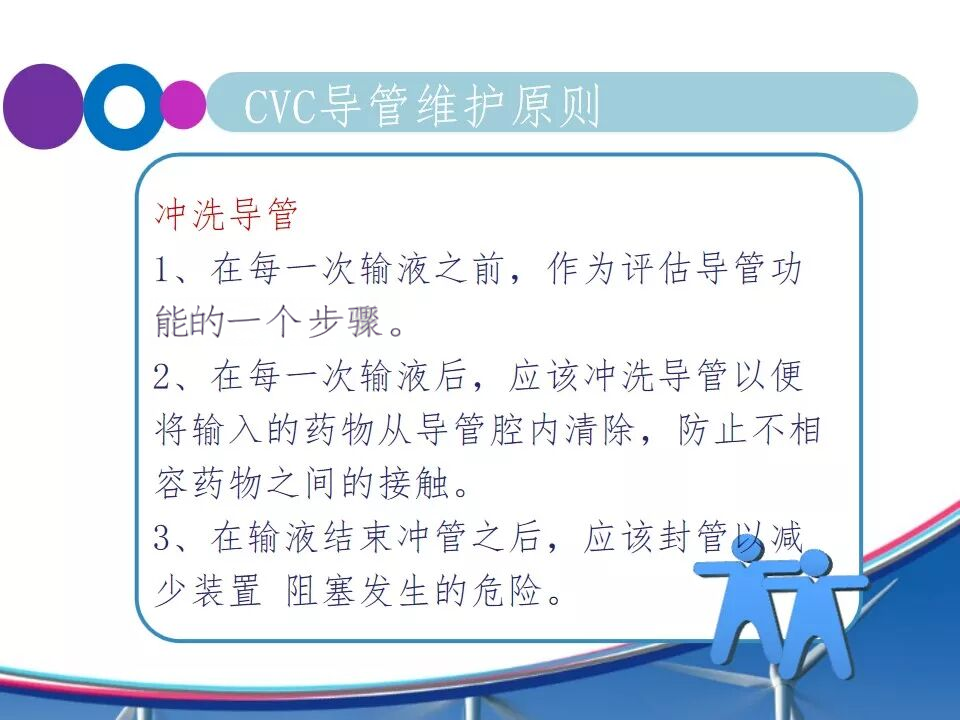 CVC导管维护原则
冲洗导管
1、在每一次输液之前，作为评估导管功
能的一个步骤。
2、在每一次输液后，应该冲洗导管以便
将输入的药物从导管腔内清除，防止不相
容药物之间的接触。
3、在输液结束冲管之后，应该封管以减
少装置 阻塞发生的危险。